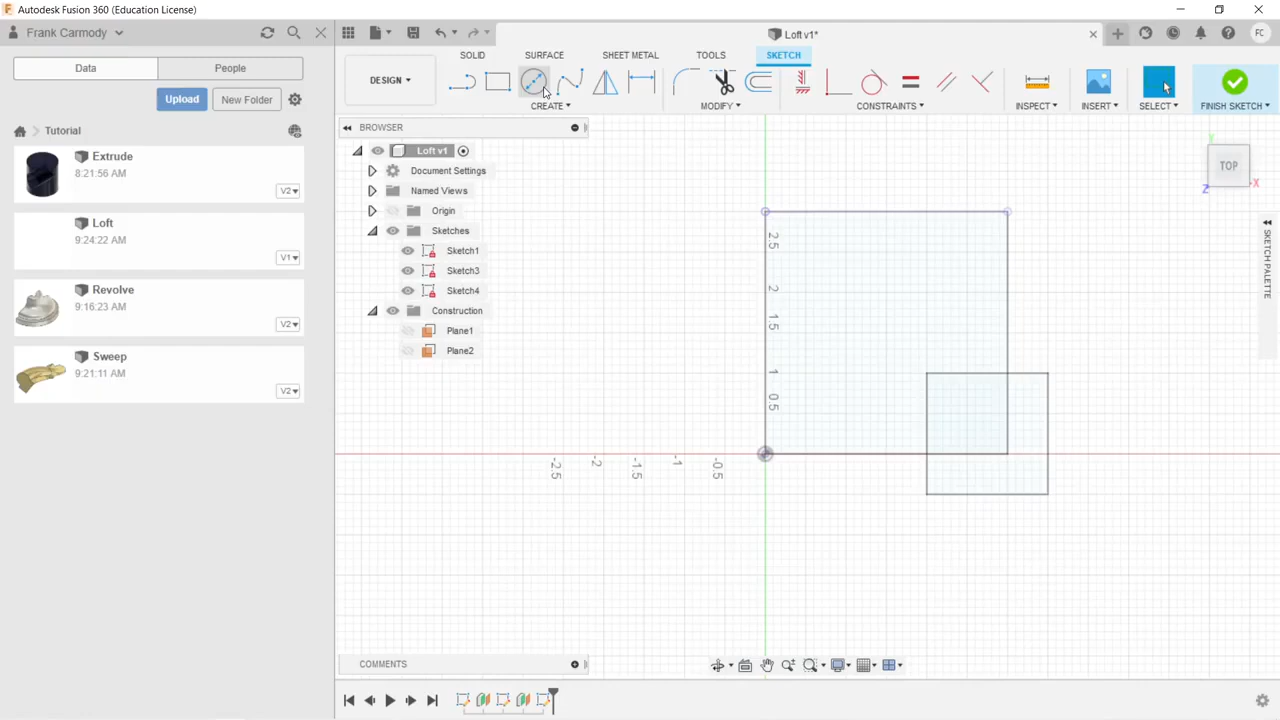 Autodesk Fusion 360 (Education License)
Frank Carmody
Loft v1*
FC
Data
People
Upload
New Folder
Tutorial
Extrude
8:21:56 AM
V2
Loft
9:24:22 AM
V1
Revolve
9:16:23 AM
V2
Sweep
9:21:11 AM
V2
SOLID
SURFACE
SHEET METAL
TOOLS
SKETCH
DESIGN
CREATE
MODIFY
CONSTRAINTS
INSPECT
INSERT
SELECT
FINISH SKETCH
BROWSER
Loft v1
Document Settings
Named Views
Origin
Sketches
Sketch1
Sketch3
Sketch4
Construction
Plane1
Plane2
Y
TOP
X
Z
SKETCH PALETTE
2.5
2
1.5
1
0.5
-2.5
-2
-1.5
-1
-0.5
COMMENTS